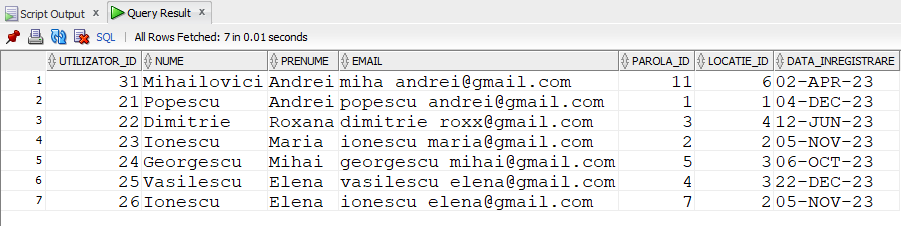 Script Output x Query Result x
SQL | All Rows Fetched: 7 in 0.01 seconds
UTILIZATOR_ID NUME PRENUME EMAIL PAROLA_ID LOCATIE_ID DATA_INREGISTRARE
1 31 Mihailovici Andrei miha andrei@gmail.com 11 6 02-APR-23
2 21 Popescu Andrei popescu andrei@gmail.com 1 1 04-DEC-23
3 22 Dimitrie Roxana dimitrie roxx@gmail.com 3 4 12-JUN-23
4 23 Ionescu Maria ionescu maria@gmail.com 2 2 05-NOV-23
5 24 Georgescu Mihai georgescu mihai@gmail.com 5 3 06-OCT-23
6 25 Vasilescu Elena vasilescu elena@gmail.com 4 3 22-DEC-23
7 26 Ionescu Elena ionescu elena@gmail.com 7 2 05-NOV-23